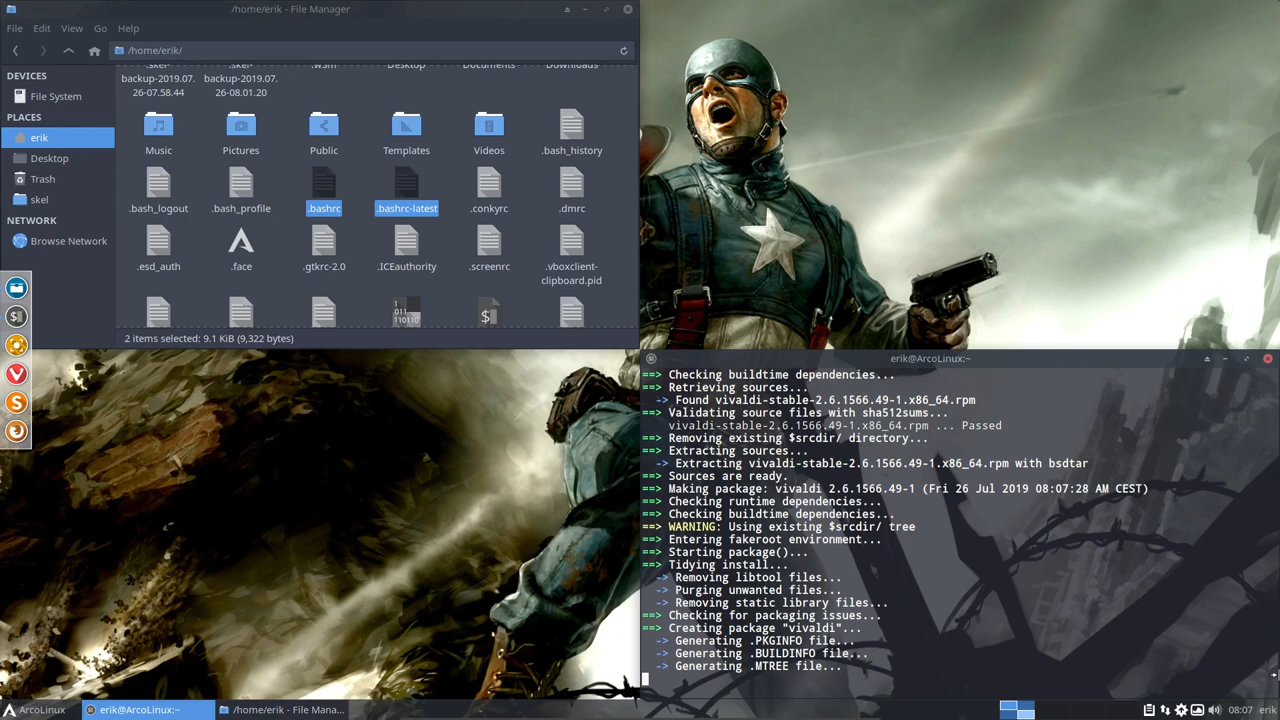 /home/erik - File Manager
File Edit View Go Help
/home/erik/
DEVICES
File System
PLACES
erik
Desktop
Trash
skel
NETWORK
Browse Network
backup-2019.07. backup-2019.07.
26-07.58.44 26-08.01.20
Music Pictures Public Templates Videos .bash_history
.bash_logout .bash_profile .bashrc .bashrc-latest .conkyrc .dmrc
.esd_auth .face .gtkrc-2.0 .ICEauthority .screenrc .vboxclient-
clipboard.pid
1
011
110110
$
2 items selected: 9.1 KiB (9,322 bytes)
erik@ArcoLinux:~
==> Checking buildtime dependencies...
==> Retrieving sources...
-> Found vivaldi-stable-2.6.1566.49-1.x86_64.rpm
==> Validating source files with sha512sums...
vivaldi-stable-2.6.1566.49-1.x86_64.rpm ... Passed
==> Removing existing $srcdir/ directory...
==> Extracting sources...
-> Extracting vivaldi-stable-2.6.1566.49-1.x86_64.rpm with bsdtar
==> Sources are ready.
==> Making package: vivaldi 2.6.1566.49-1 (Fri 26 Jul 2019 08:07:28 AM CEST)
==> Checking runtime dependencies...
==> Checking buildtime dependencies...
==> WARNING: Using existing $srcdir/ tree
==> Entering fakeroot environment...
==> Starting package()...
==> Tidying install...
-> Removing libtool files...
-> Purging unwanted files...
-> Removing static library files...
==> Checking for packaging issues...
==> Creating package "vivaldi"...
-> Generating .PKGINFO file...
-> Generating .BUILDINFO file...
-> Generating .MTREE file...
ArcoLinux erik@ArcoLinux:~ /home/erik - File Mana... 08:07 erik